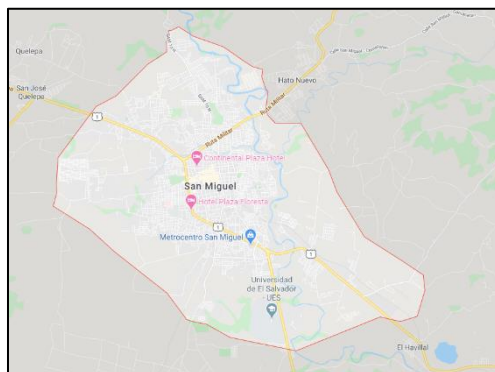 Quelepa
San José
Quelepa
1
Hato Nuevo
Ruta Militar
Ruta Militar
Continental Plaza Hotel
San Miguel
Hotel Plaza Floresta
Metrocentro San Miguel
1
Universidad
de El Salvador
- UES
1
El Havillal